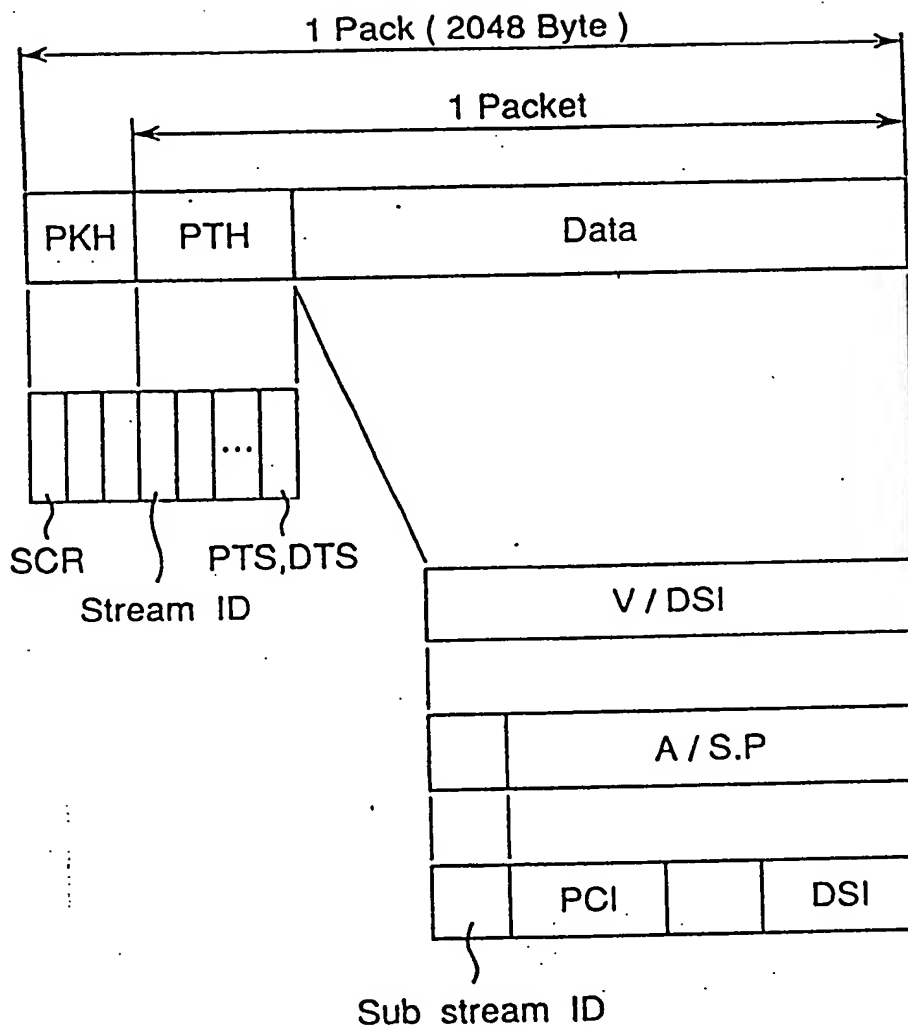 1 Pack ( 2048 Byte )
1 Packet
PKH PTH Data
...
SCR PTS,DTS
Stream ID
V / DSI
A / S.P
PCI DSI
Sub stream ID